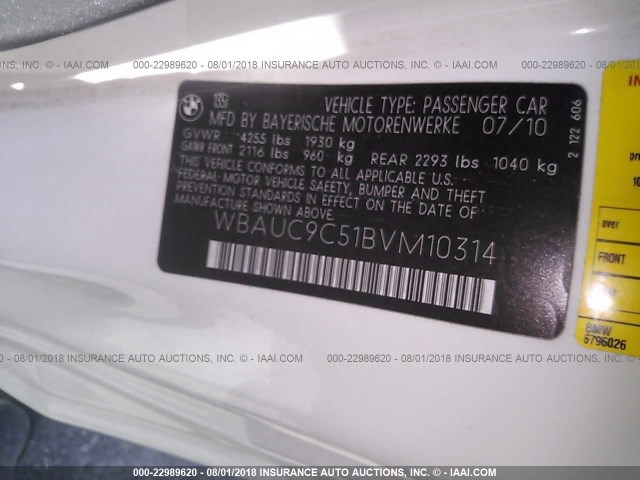 000-22989620 - 08/01/2018 INSURANCE AUTO AUCTIONS, INC. - IAAI.COM
BMW
135i
VEHICLE TYPE: PASSENGER CAR
MFD BY BAYERISCHE MOTORENWERKE 07/10
GVWR 4255 lbs 1930 kg
GAWR FRONT 2116 lbs 960 kg REAR 2293 lbs 1040 kg
THIS VEHICLE CONFORMS TO ALL APPLICABLE U.S.
FEDERAL MOTOR VEHICLE SAFETY, BUMPER AND THEFT
PREVENTION STANDARDS IN EFFECT ON THE DATE OF
MANUFACTURE SHOWN ABOVE.
WBAUC9C51BVM10314
2 122 606
IN
10
BMW
6796026
000-22989620 - 08/01/2018 INSURANCE AUTO AUCTIONS, INC. - IAAI.COM
000-22989620 - 08/01/2018 INSURANCE AUTO AUCTIONS, INC. - IAAI.COM